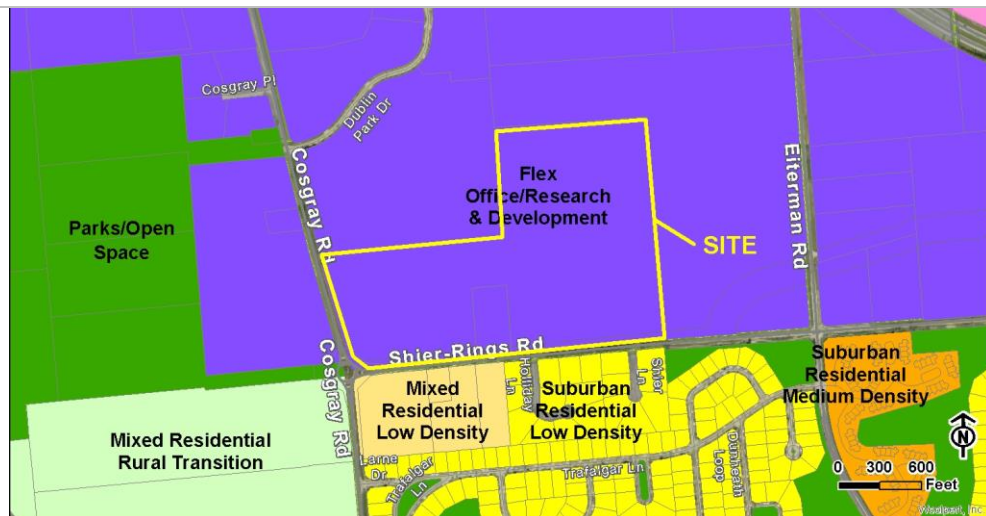 Cosgray Pl
Dublin
Park Dr
Cosgray Rd
Eiterman Rd
Flex
Office/Research
& Development
Parks/Open
Space
SITE
Shier-Rings Rd
Cosgray Rd
Holliday
Ln
Shier
Ln
Mixed
Residential
Low Density
Suburban
Residential
Low Density
Suburban
Residential
Medium Density
Mixed Residential
Rural Transition
Larne
Dr
Trafalgar
Ln
Trafalgar Ln
Dunheath
Loop
N
0 300 600
Feet